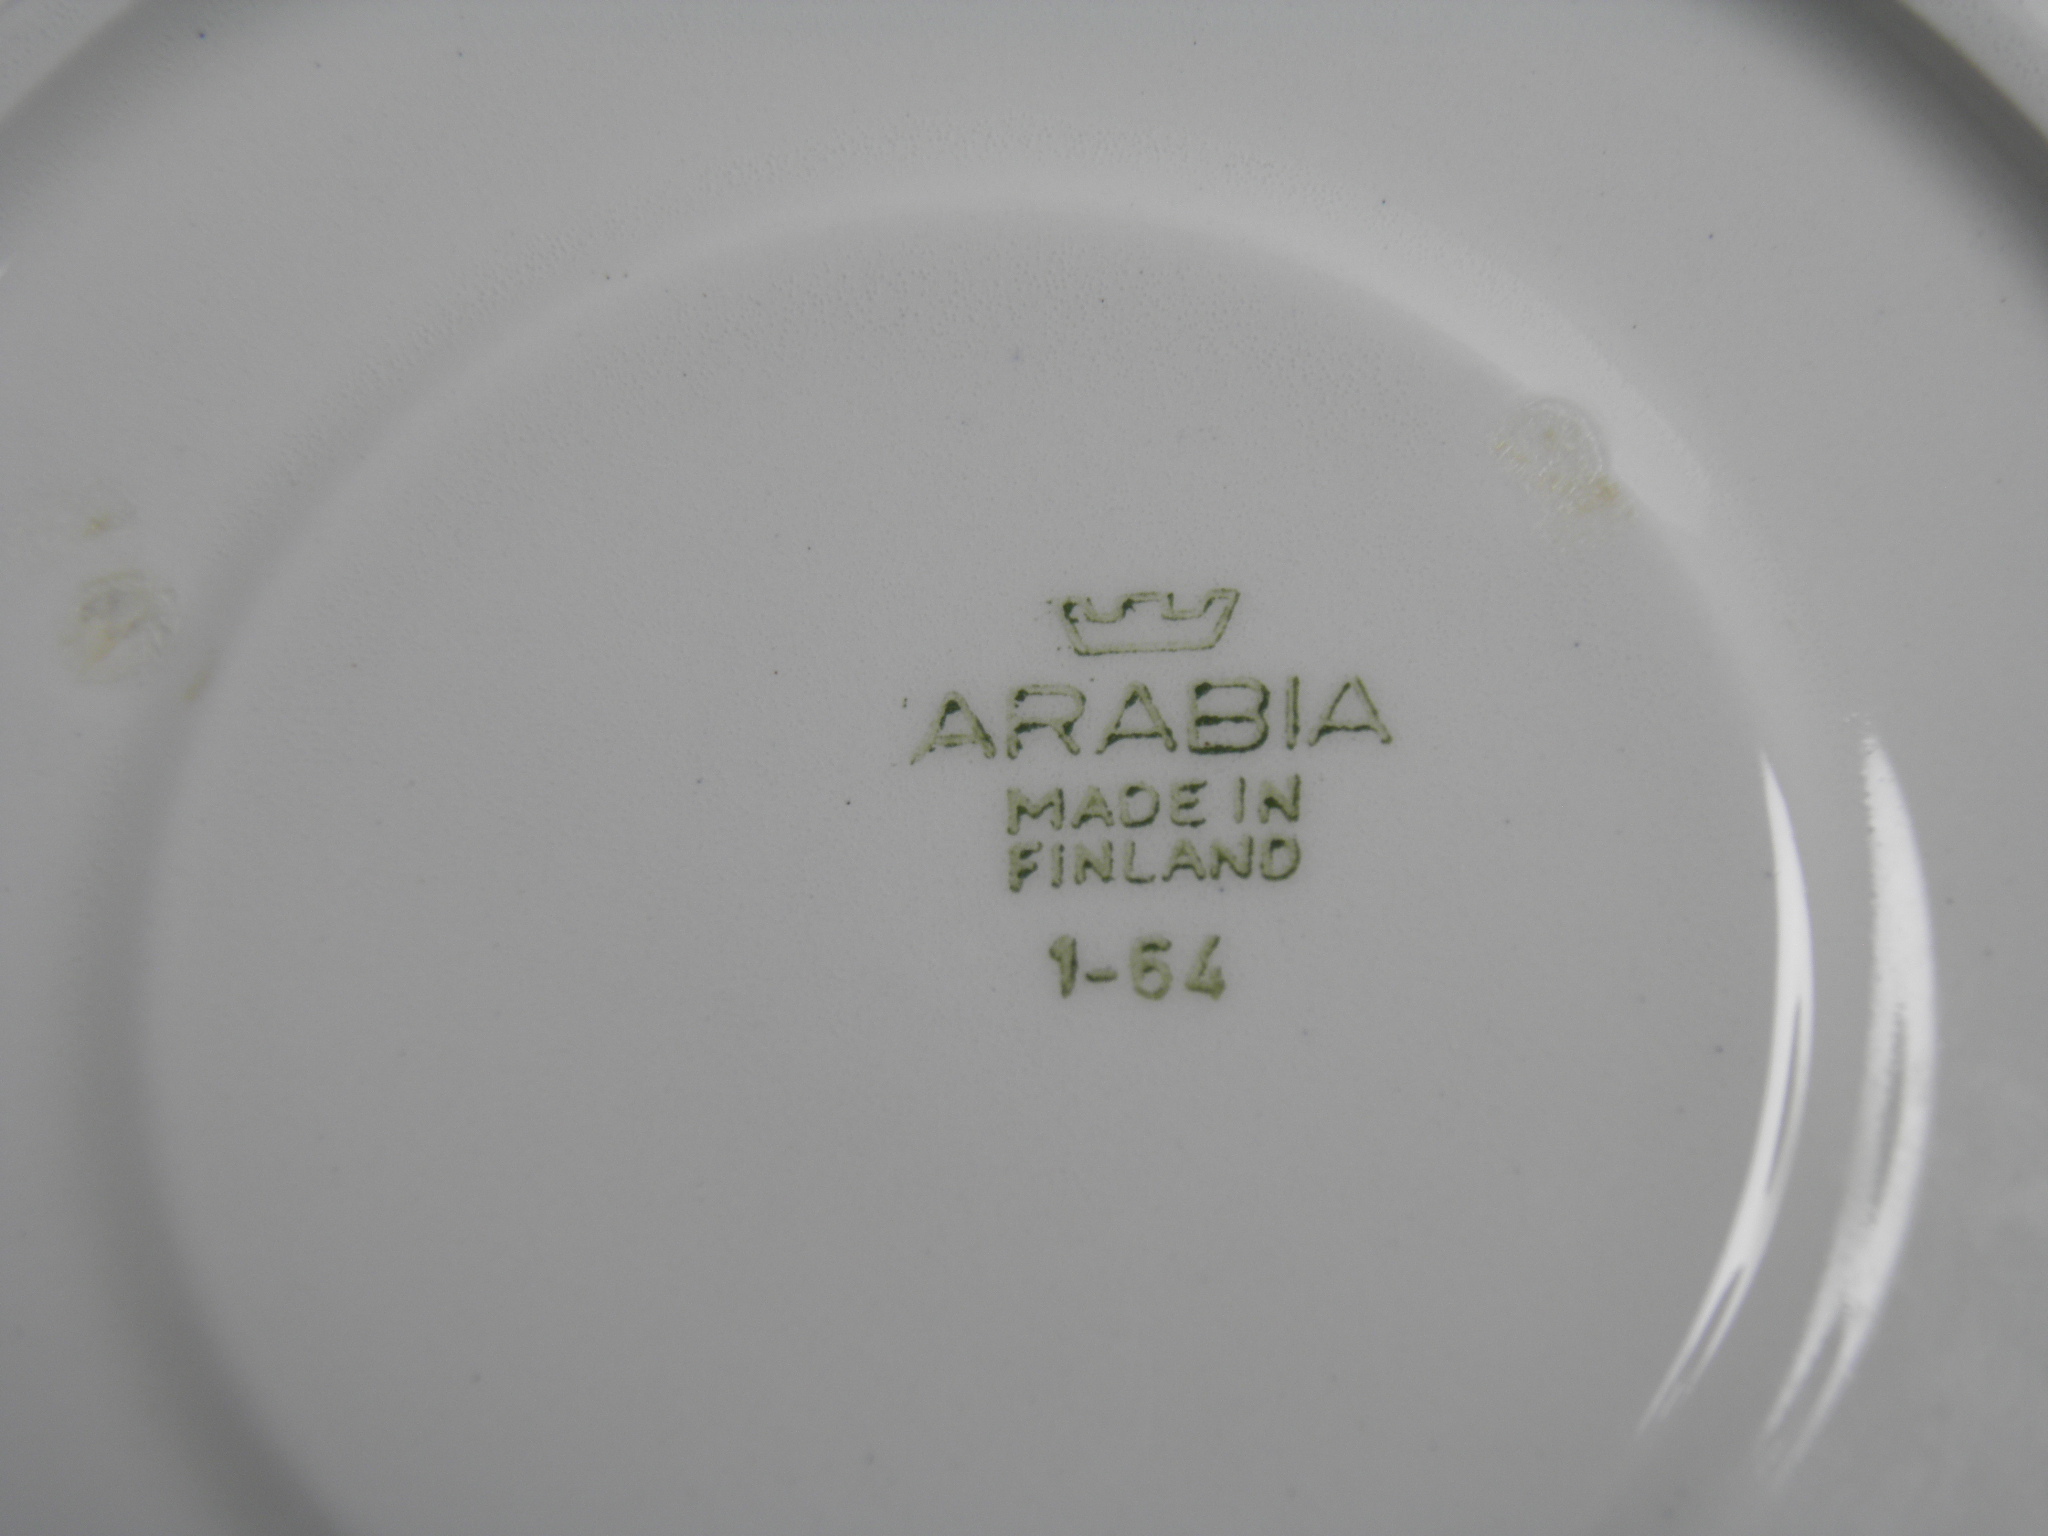 ARABIA
MADE IN
FINLAND
1-64